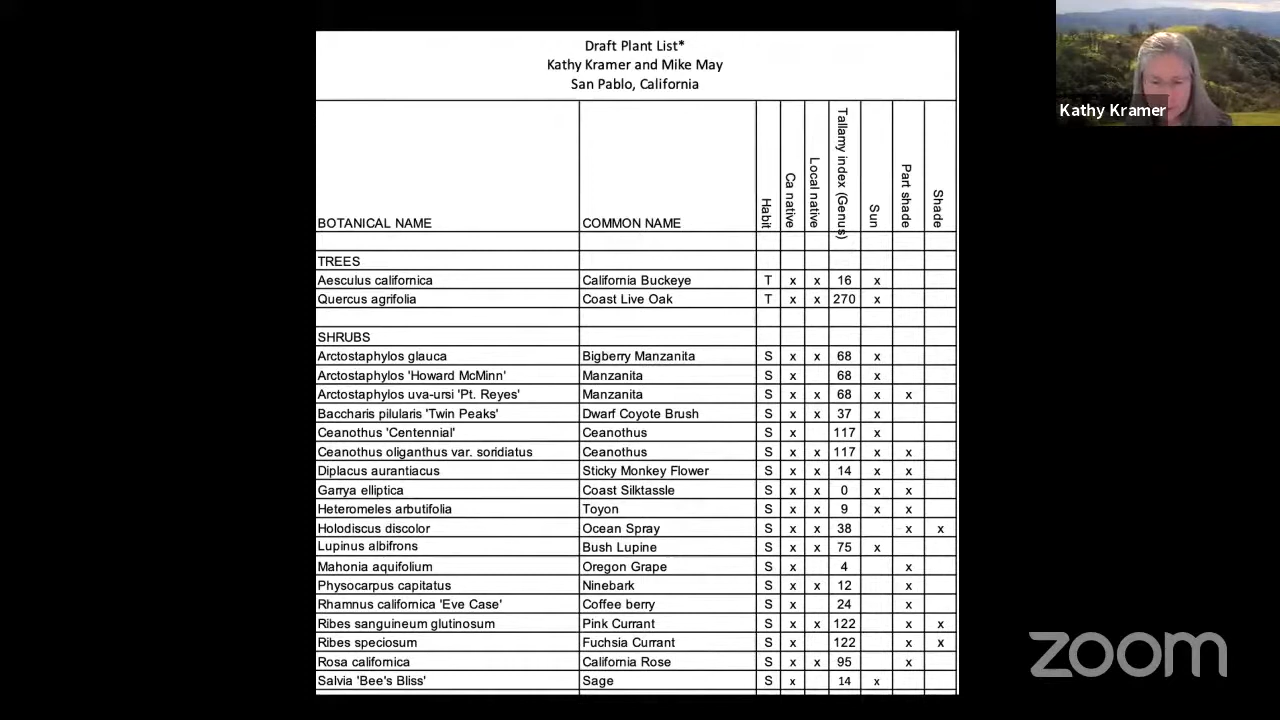 Draft Plant List*
Kathy Kramer and Mike May
San Pablo, California
BOTANICAL NAME COMMON NAME Habit Ca native Local native Tallamy index (Genus) Sun Part shade Shade
TREES
Aesculus californica California Buckeye T x x 16 x
Quercus agrifolia Coast Live Oak T x x 270 x
SHRUBS
Arctostaphylos glauca Bigberry Manzanita S x x 68 x
Arctostaphylos 'Howard McMinn' Manzanita S x 68 x
Arctostaphylos uva-ursi 'Pt. Reyes' Manzanita S x x 68 x x
Baccharis pilularis 'Twin Peaks' Dwarf Coyote Brush S x x 37 x
Ceanothus 'Centennial' Ceanothus S x 117 x
Ceanothus oliganthus var. soridiatus Ceanothus S x x 117 x x
Diplacus aurantiacus Sticky Monkey Flower S x x 14 x x
Garrya elliptica Coast Silktassle S x x 0 x x
Heteromeles arbutifolia Toyon S x x 9 x x
Holodiscus discolor Ocean Spray S x x 38 x x
Lupinus albifrons Bush Lupine S x x 75 x
Mahonia aquifolium Oregon Grape S x 4 x
Physocarpus capitatus Ninebark S x x 12 x
Rhamnus californica 'Eve Case' Coffee berry S x 24 x
Ribes sanguineum glutinosum Pink Currant S x x 122 x x
Ribes speciosum Fuchsia Currant S x 122 x x
Rosa californica California Rose S x x 95 x
Salvia 'Bee's Bliss' Sage S x 14 x
Kathy Kramer
zoom